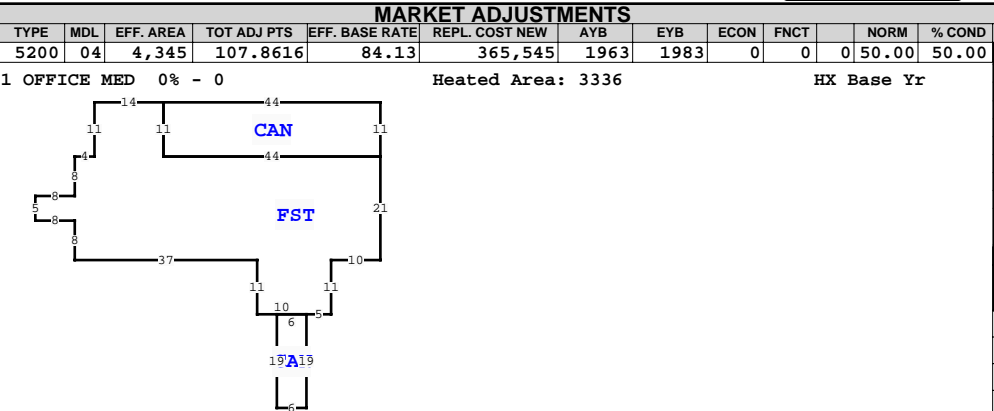 MARKET ADJUSTMENTS
TYPE MDL EFF. AREA TOT ADJ PTS EFF. BASE RATE REPL. COST NEW AYB EYB ECON FNCT NORM % COND
5200 04 4,345 107.8616 84.13 365,545 1963 1983 0 0 0 50.00 50.00
1 OFFICE MED 0% - 0 Heated Area: 3336 HX Base Yr
14 44
11 11 CAN 11
4 44
8
8
5 FST 21
8
8
37 10
11 11
10 5
6
19 19
6